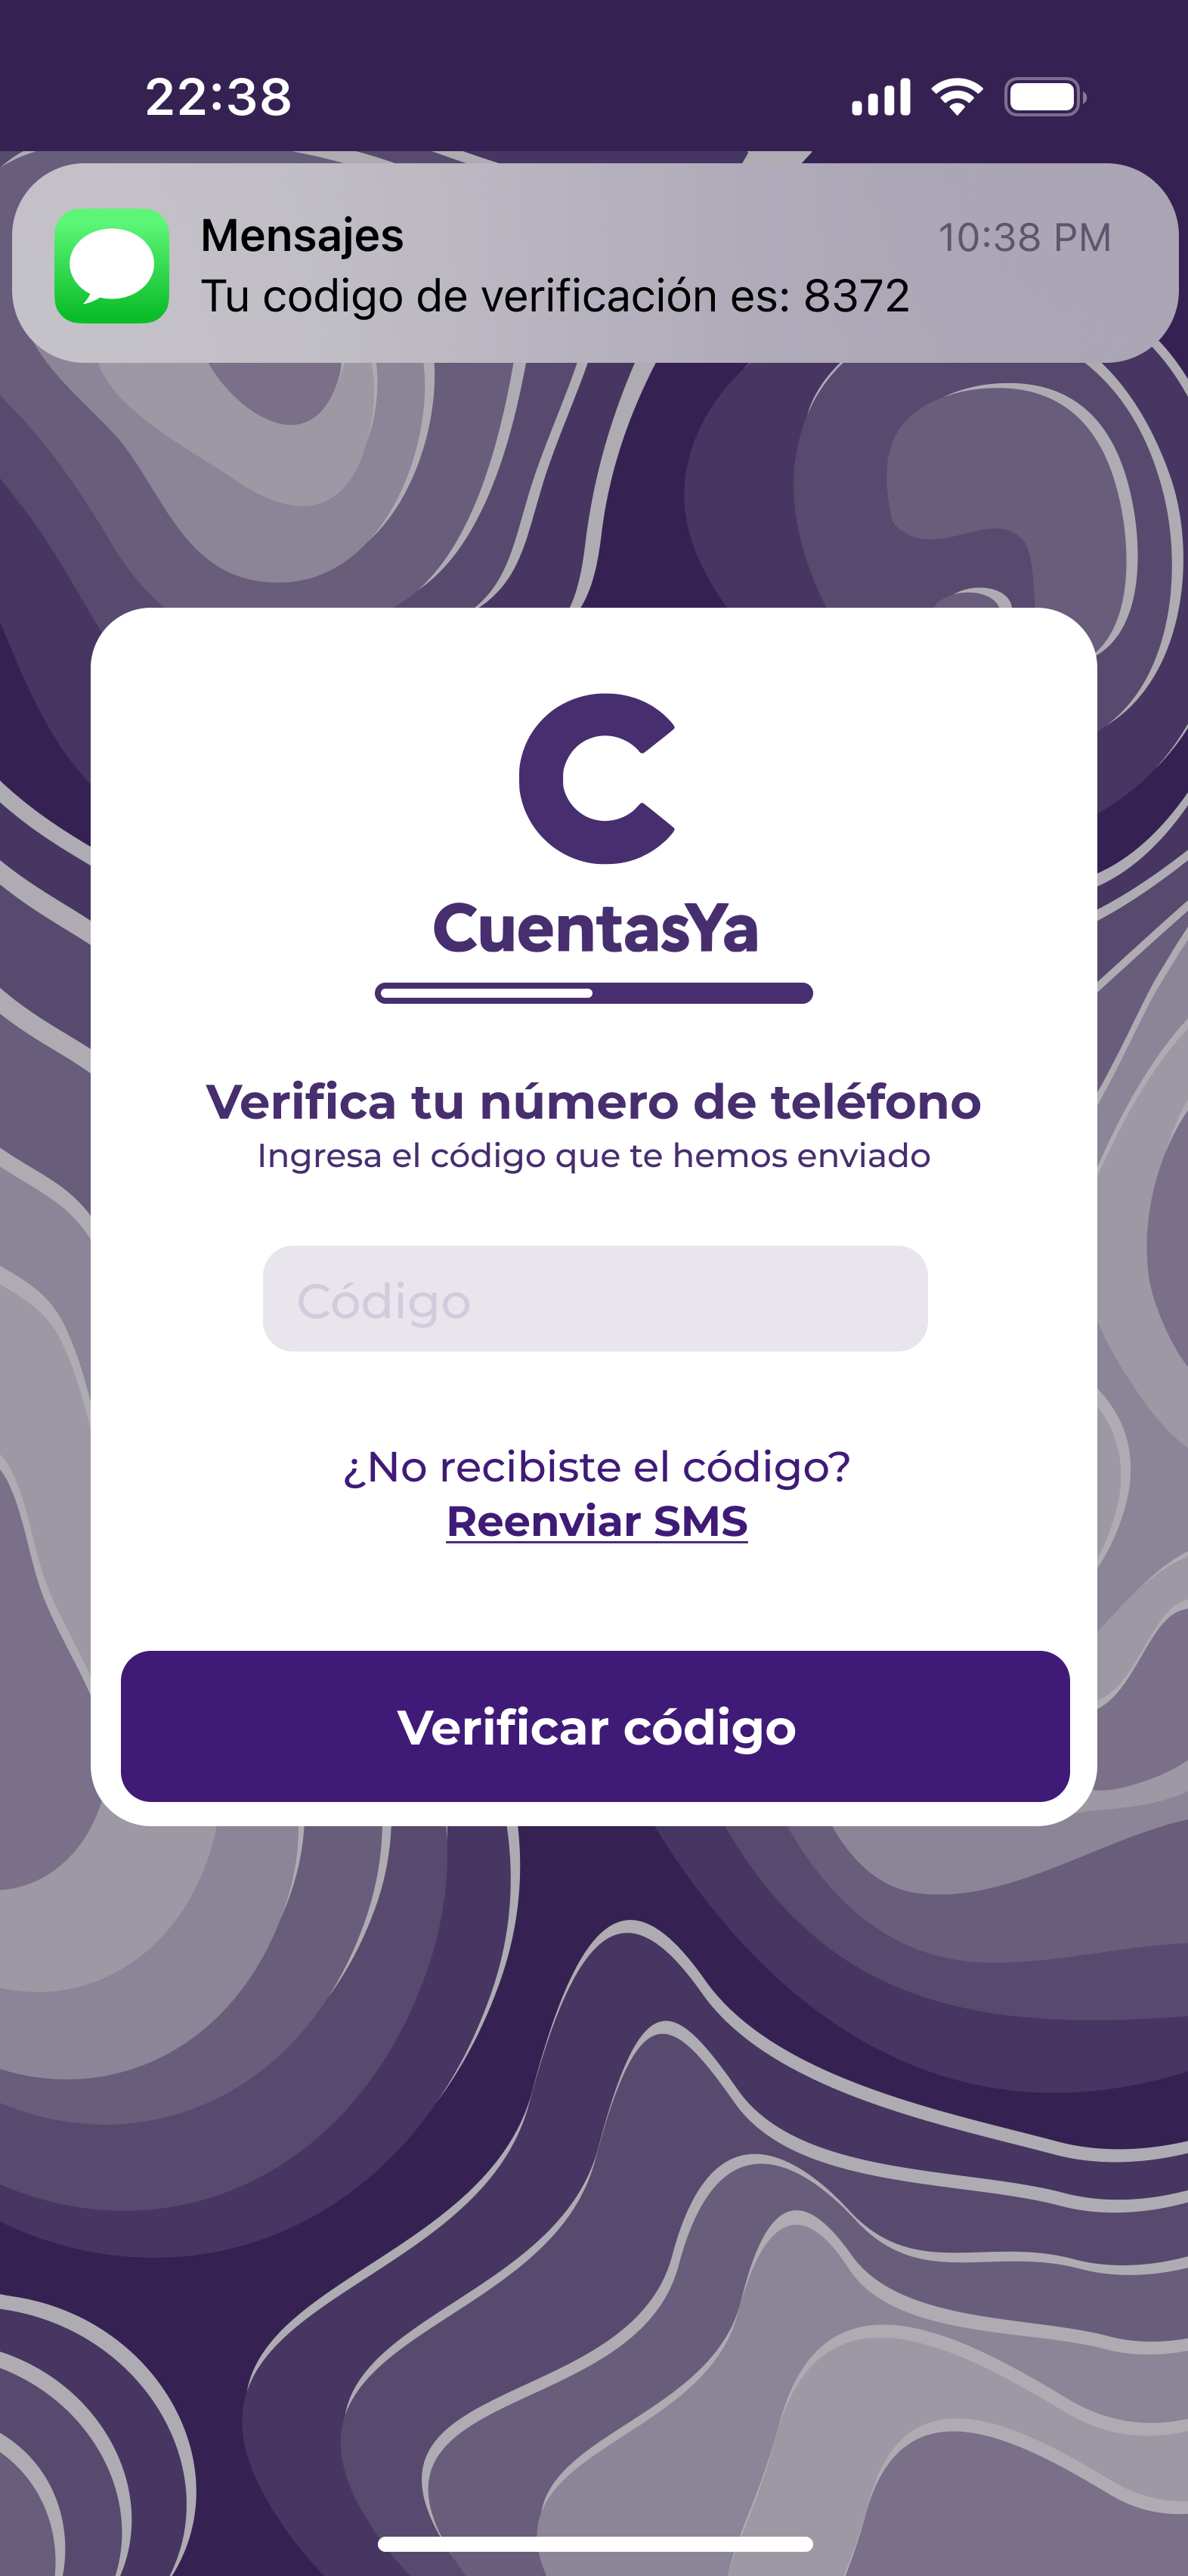 22:38
Mensajes 10:38 PM
Tu codigo de verificación es: 8372
CuentasYa
Verifica tu número de teléfono
Ingresa el código que te hemos enviado
Código
¿No recibiste el código?
Reenviar SMS
Verificar código